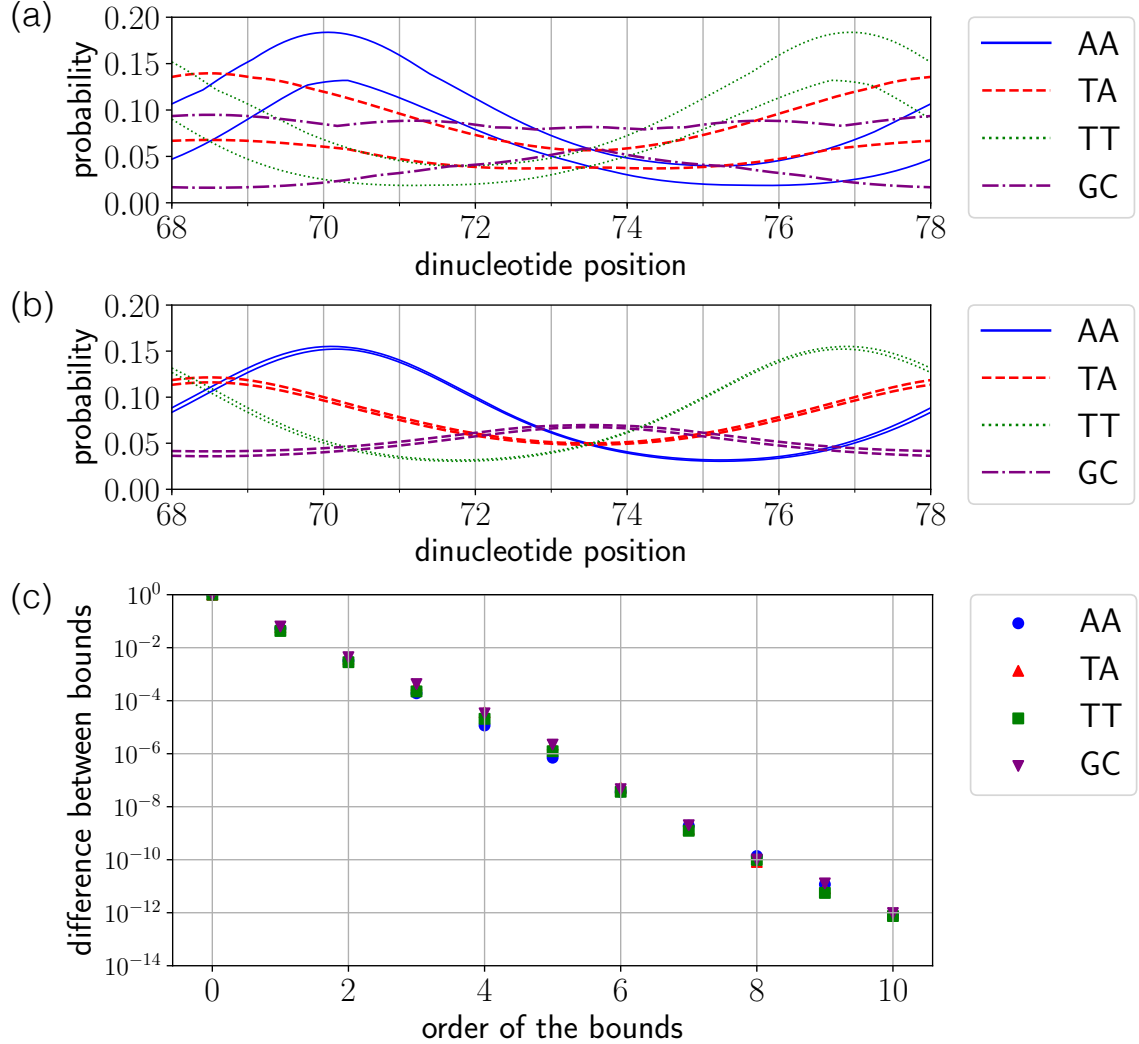 (a)
probability
0.20
0.15
0.10
0.05
0.00
68 70 72 74 76 78
dinucleotide position
AA
TA
TT
GC
(b)
probability
0.20
0.15
0.10
0.05
0.00
68 70 72 74 76 78
dinucleotide position
AA
TA
TT
GC
(c)
difference between bounds
10⁰
10⁻²
10⁻⁴
10⁻⁶
10⁻⁸
10⁻¹⁰
10⁻¹²
10⁻¹⁴
0 2 4 6 8 10
order of the bounds
AA
TA
TT
GC